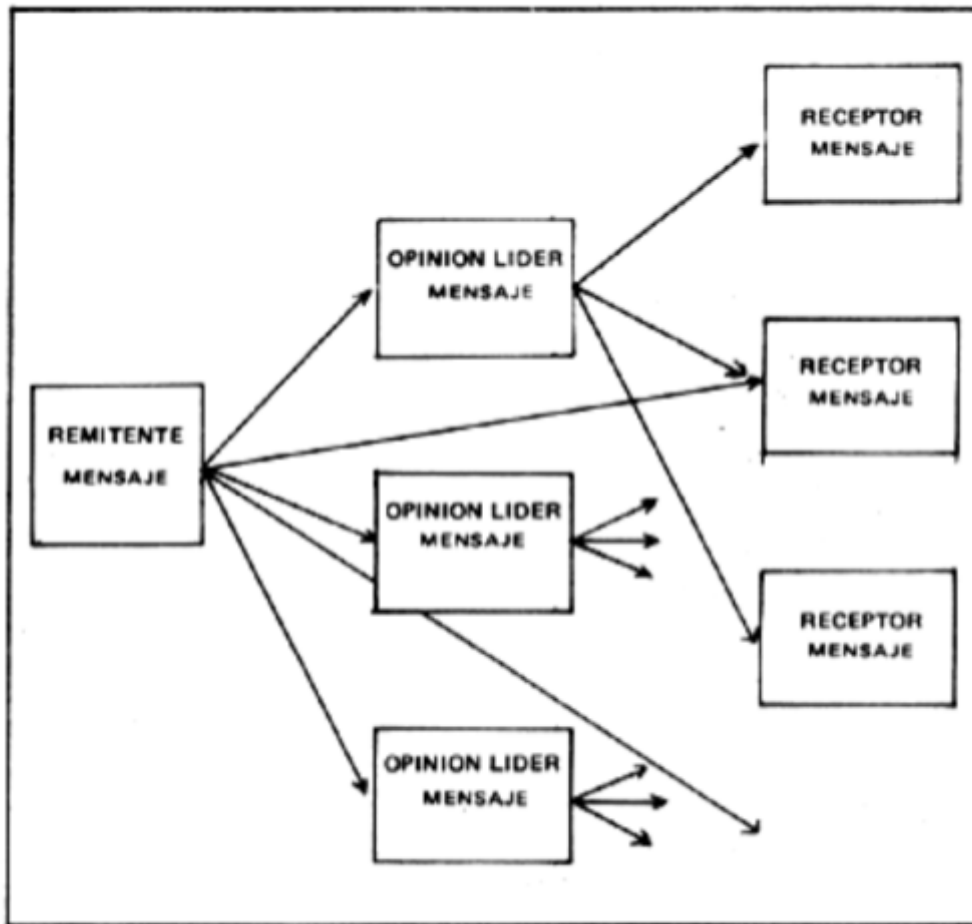 REMITENTE
MENSAJE
OPINION LIDER
MENSAJE
OPINION LIDER
MENSAJE
OPINION LIDER
MENSAJE
RECEPTOR
MENSAJE
RECEPTOR
MENSAJE
RECEPTOR
MENSAJE